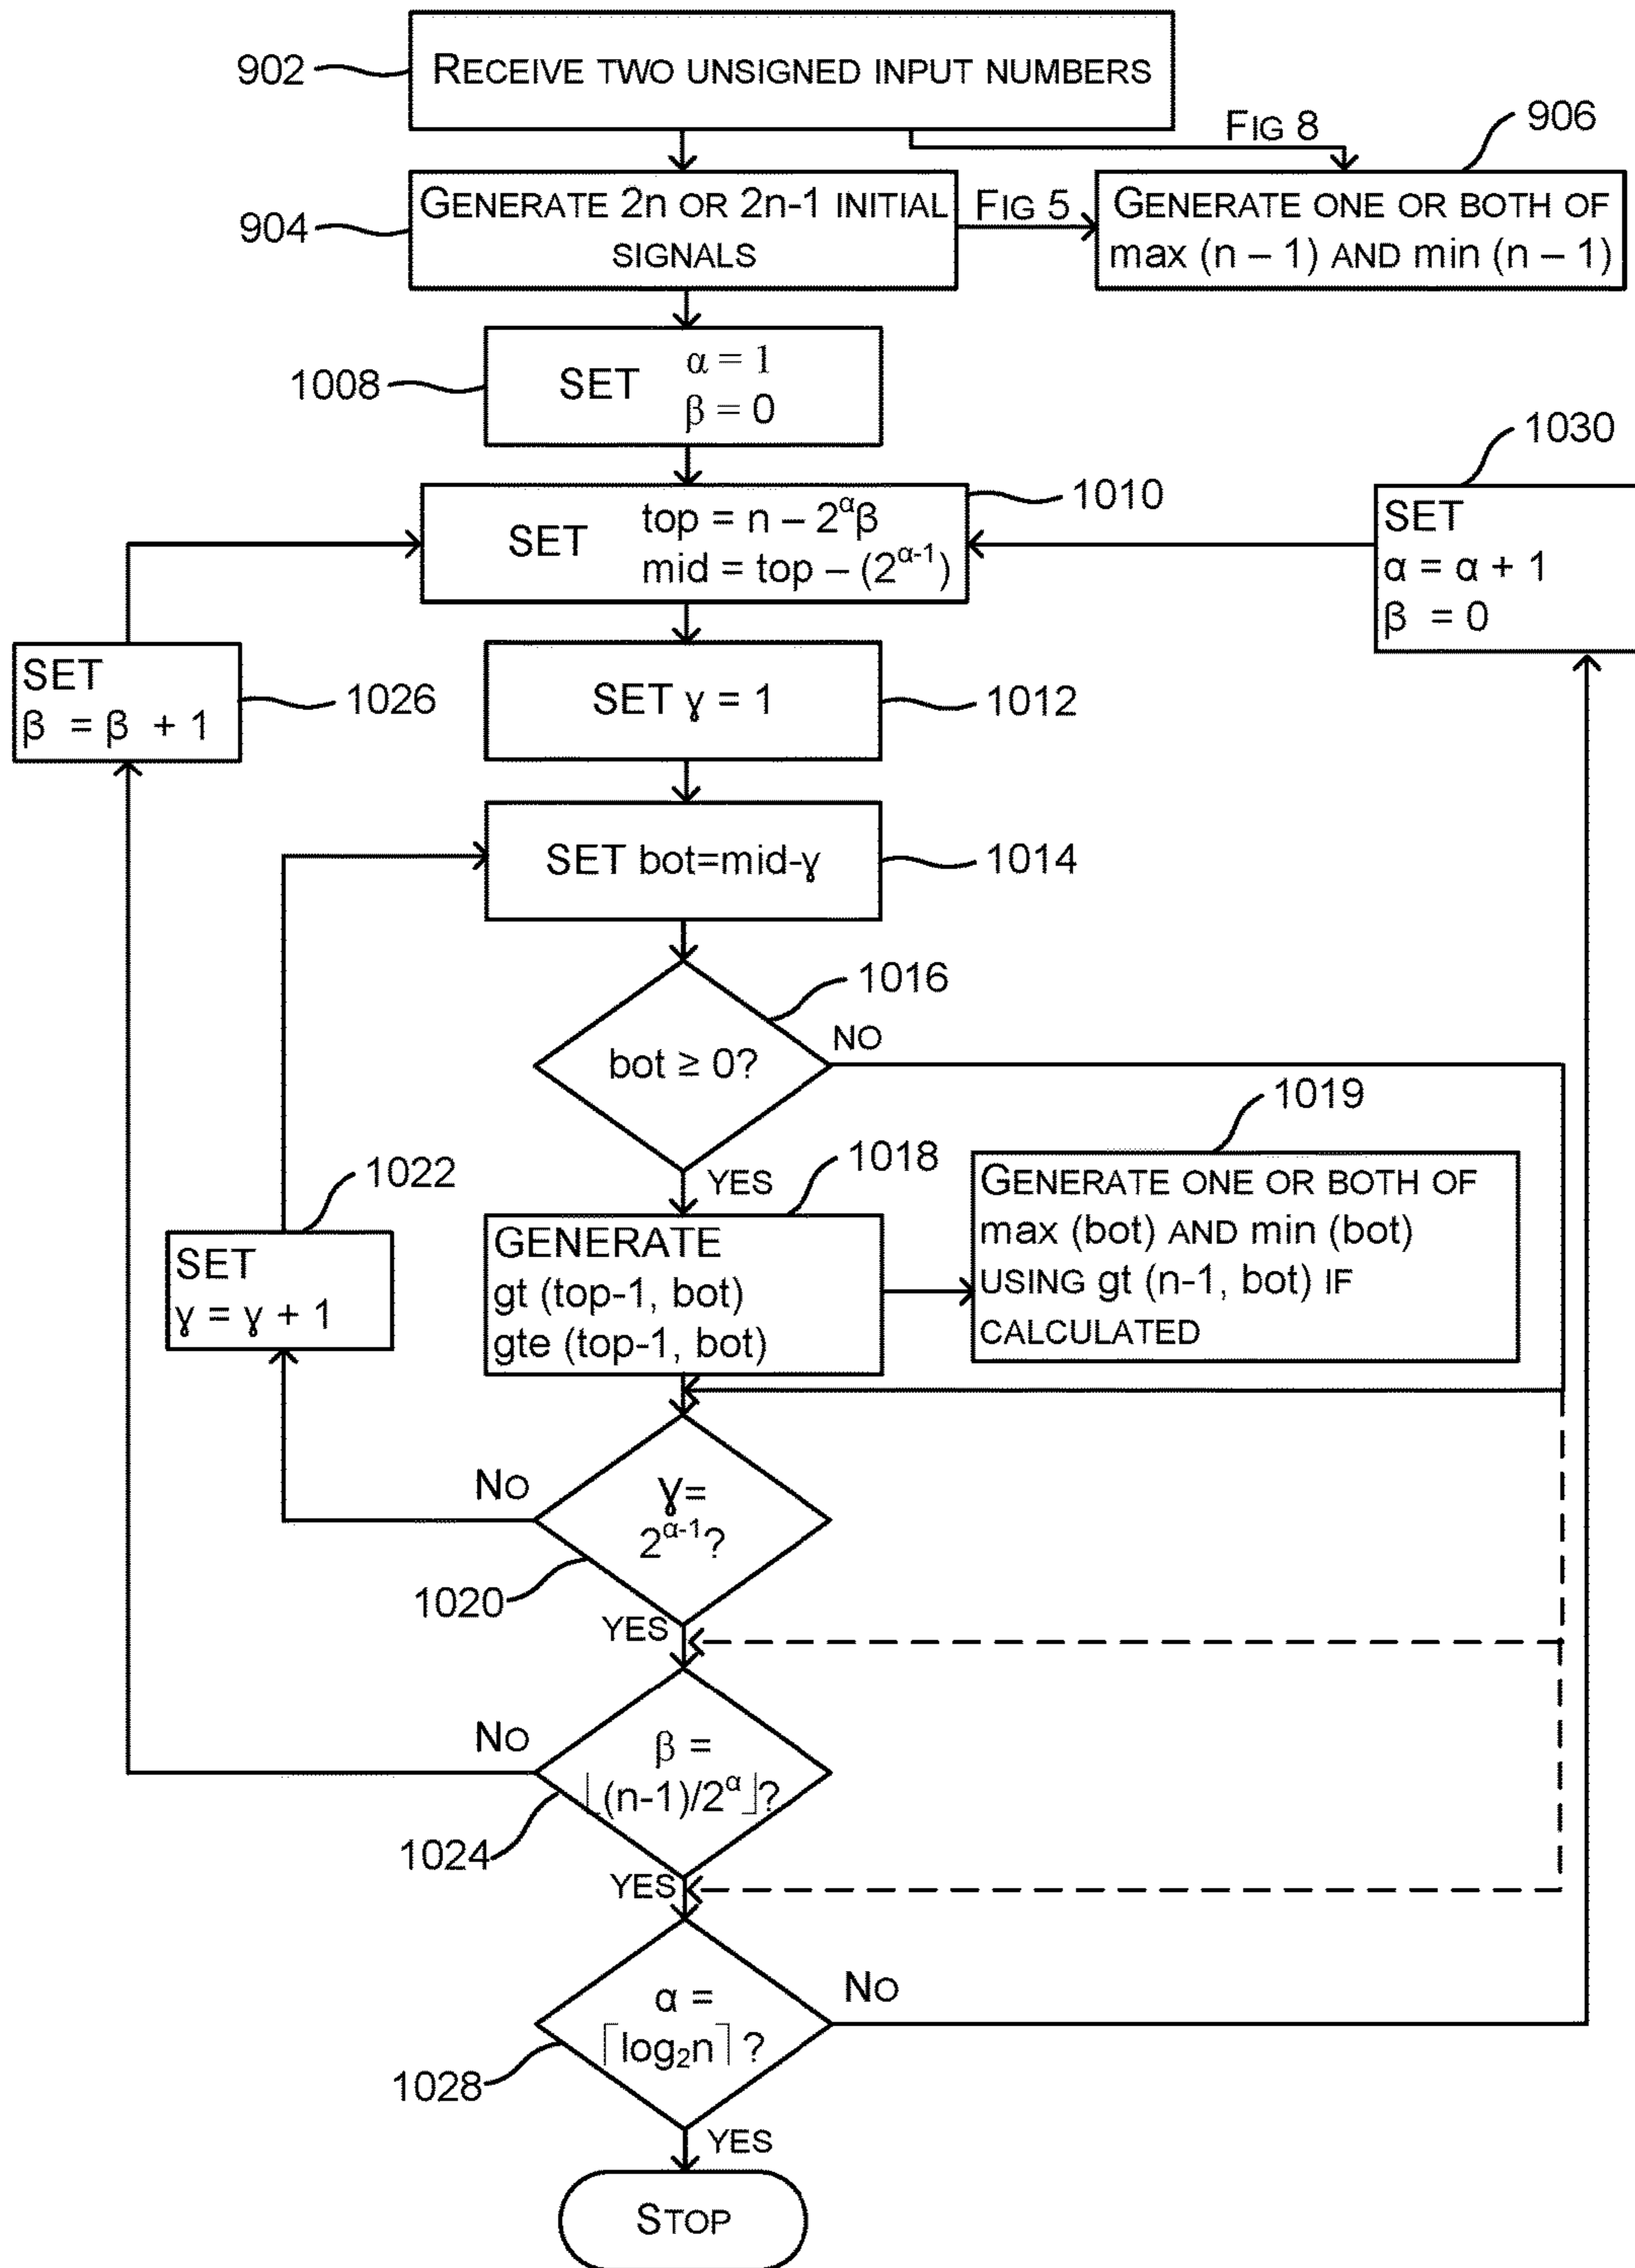 902
RECEIVE TWO UNSIGNED INPUT NUMBERS
FIG 8
906
904
GENERATE 2n OR 2n-1 INITIAL
SIGNALS
FIG 5
GENERATE ONE OR BOTH OF
max (n – 1) AND min (n – 1)
1008
SET
α = 1
β = 0
1030
SET
α = α + 1
β = 0
1010
SET
top = n – 2^αβ
mid = top – (2^α-1)
SET
β = β + 1
1026
SET γ = 1
1012
SET bot=mid-γ
1014
1016
bot ≥ 0?
NO
YES
1018
GENERATE
gt (top-1, bot)
gte (top-1, bot)
1019
GENERATE ONE OR BOTH OF
max (bot) AND min (bot)
USING gt (n-1, bot) IF
CALCULATED
1022
SET
γ = γ + 1
NO
γ=
2^α-1?
1020
YES
NO
β =
⌊(n-1)/2^α⌋?
1024
YES
α =
⌈log₂n⌉ ?
NO
1028
YES
STOP